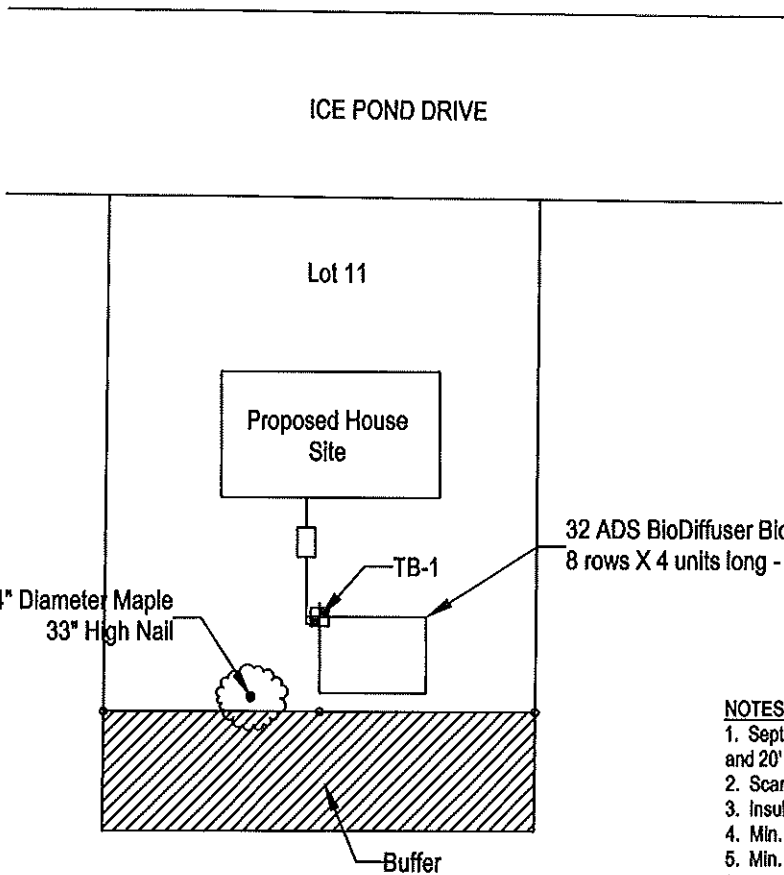 ICE POND DRIVE
Lot 11
Proposed House
Site
32 ADS BioDiffuser
8 rows X 4 units long -
TB-1
4" Diameter Maple
33" High Nail
NOTES
1. Sept
and 20'
2. Scar
3. Insul
4. Min.
5. Min.
Buffer